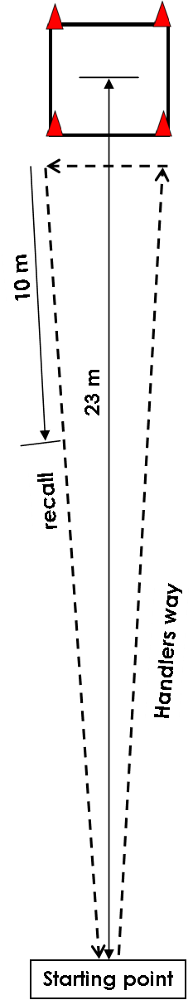 10 m
23 m
recall
Handlers way
Starting point